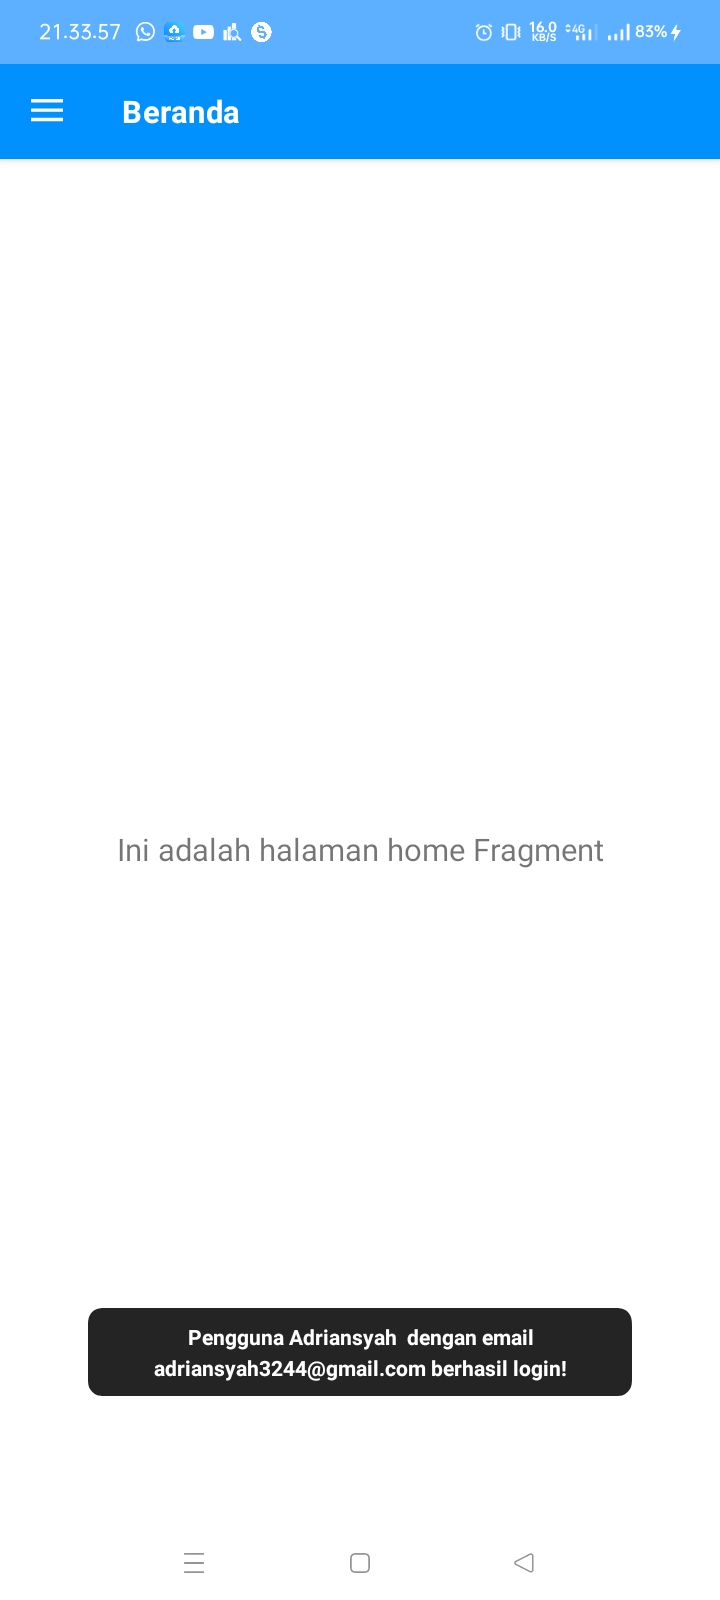 21.33.57
16.0
KB/S
4G
83%
Beranda
Ini adalah halaman home Fragment
Pengguna Adriansyah  dengan email
adriansyah3244@gmail.com berhasil login!